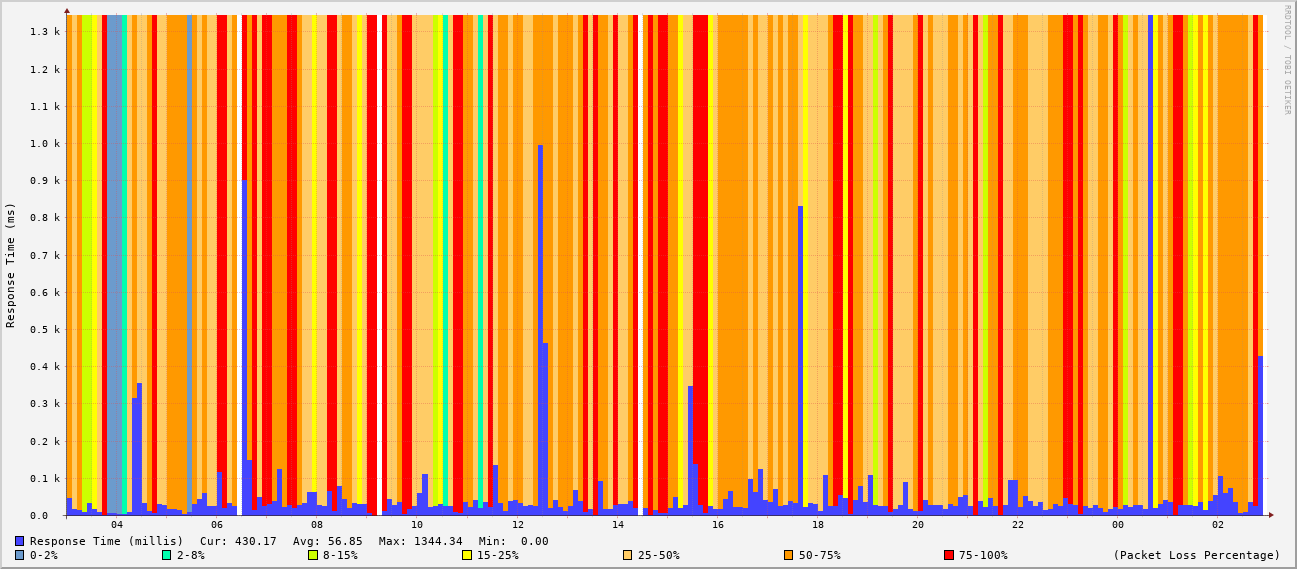 RRDTOOL / TOBI OETIKER
Response Time (ms)
1.3 k
1.2 k
1.1 k
1.0 k
0.9 k
0.8 k
0.7 k
0.6 k
0.5 k
0.4 k
0.3 k
0.2 k
0.1 k
0.0
04 06 08 10 12 14 16 18 20 22 00 02
Response Time (millis) Cur: 430.17 Avg: 56.85 Max: 1344.34 Min: 0.00
0-2% 2-8% 8-15% 15-25% 25-50% 50-75% 75-100% (Packet Loss Percentage)